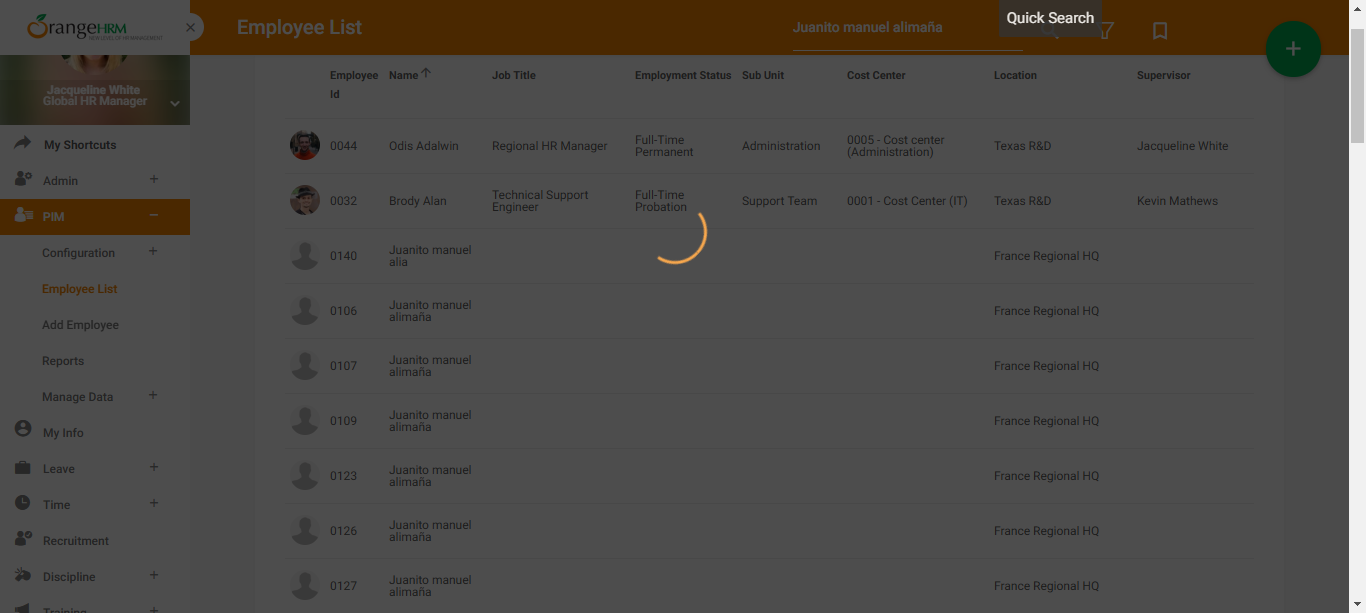 OrangeHRM
NEW LEVEL OF HR MANAGEMENT
Employee List
Juanito manuel alimaña
Quick Search
Jacqueline White
Global HR Manager
My Shortcuts
Admin
PIM
Configuration
Employee List
Add Employee
Reports
Manage Data
My Info
Leave
Time
Recruitment
Discipline
Training
Employee Id Name Job Title Employment Status Sub Unit Cost Center Location Supervisor
0044 Odis Adalwin Regional HR Manager Full-Time Permanent Administration 0005 - Cost center (Administration) Texas R&D Jacqueline White
0032 Brody Alan Technical Support Engineer Full-Time Probation Support Team 0001 - Cost Center (IT) Texas R&D Kevin Mathews
0140 Juanito manuel alia France Regional HQ
0106 Juanito manuel alimaña France Regional HQ
0107 Juanito manuel alimaña France Regional HQ
0109 Juanito manuel alimaña France Regional HQ
0123 Juanito manuel alimaña France Regional HQ
0126 Juanito manuel alimaña France Regional HQ
0127 Juanito manuel alimaña France Regional HQ